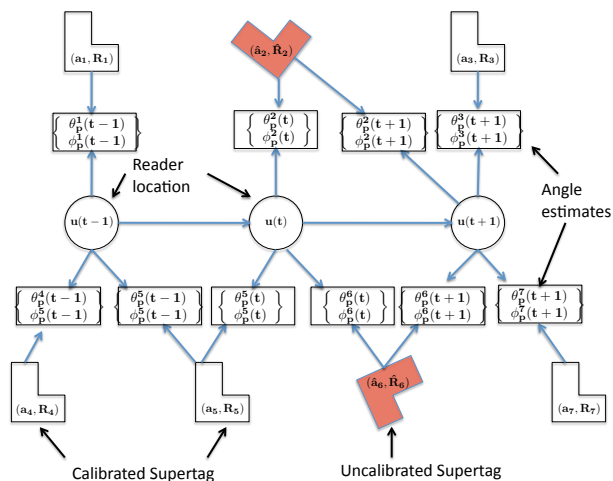 (a₁, R₁)
(â₂, R̂₂)
(a₃, R₃)
{ θₚ¹(t − 1) }
ϕₚ¹(t − 1)
{ θₚ²(t) }
ϕₚ²(t)
{ θₚ²(t + 1) }
ϕₚ²(t + 1)
{ θₚ³(t + 1) }
ϕₚ³(t + 1)
Reader
location
Angle
estimates
u(t − 1)
u(t)
u(t + 1)
{ θₚ⁴(t − 1) }
ϕₚ⁵(t − 1)
{ θₚ⁵(t − 1) }
ϕₚ⁵(t − 1)
{ θₚ⁵(t) }
ϕₚ⁵(t)
{ θₚ⁶(t) }
ϕₚ⁶(t)
{ θₚ⁶(t + 1) }
ϕₚ⁶(t + 1)
{ θₚ⁷(t + 1) }
ϕₚ⁷(t + 1)
(a₄, R₄)
(a₅, R₅)
(â₆, R̂₆)
(a₇, R₇)
Calibrated Supertag
Uncalibrated Supertag